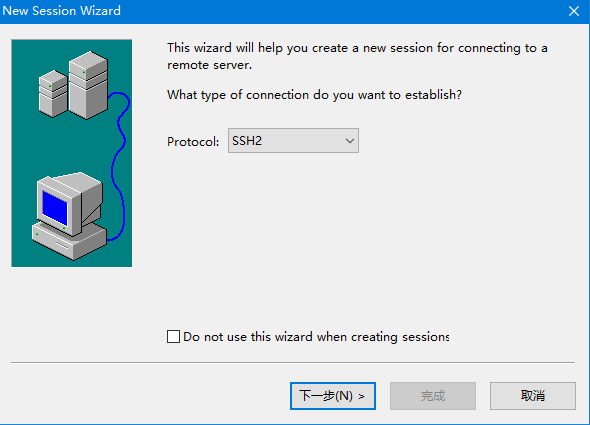 New Session Wizard
This wizard will help you create a new session for connecting to a
remote server.
What type of connection do you want to establish?
Protocol: SSH2
Do not use this wizard when creating sessions
下一步(N) > 完成 取消